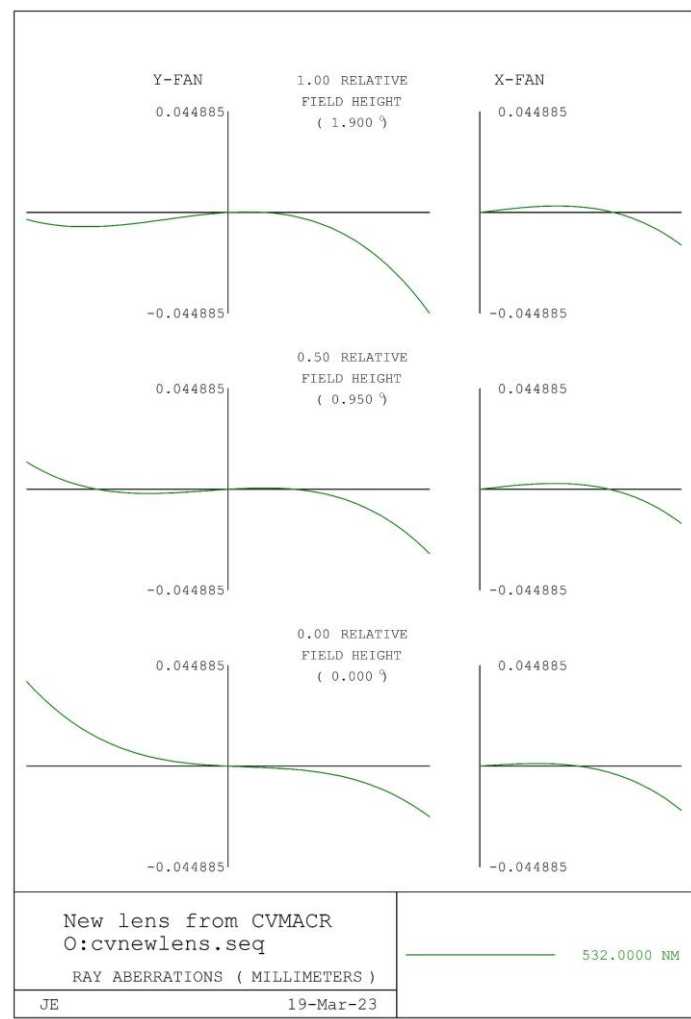 Y-FAN
1.00 RELATIVE
X-FAN
FIELD HEIGHT
( 1.900 º)
0.044885
0.044885
-0.044885
-0.044885
0.50 RELATIVE
FIELD HEIGHT
( 0.950 º)
0.044885
0.044885
-0.044885
-0.044885
0.00 RELATIVE
FIELD HEIGHT
( 0.000 º)
0.044885
0.044885
-0.044885
-0.044885
New lens from CVMACR
O:cvnewlens.seq
RAY ABERRATIONS ( MILLIMETERS )
JE
19-Mar-23
532.0000 NM